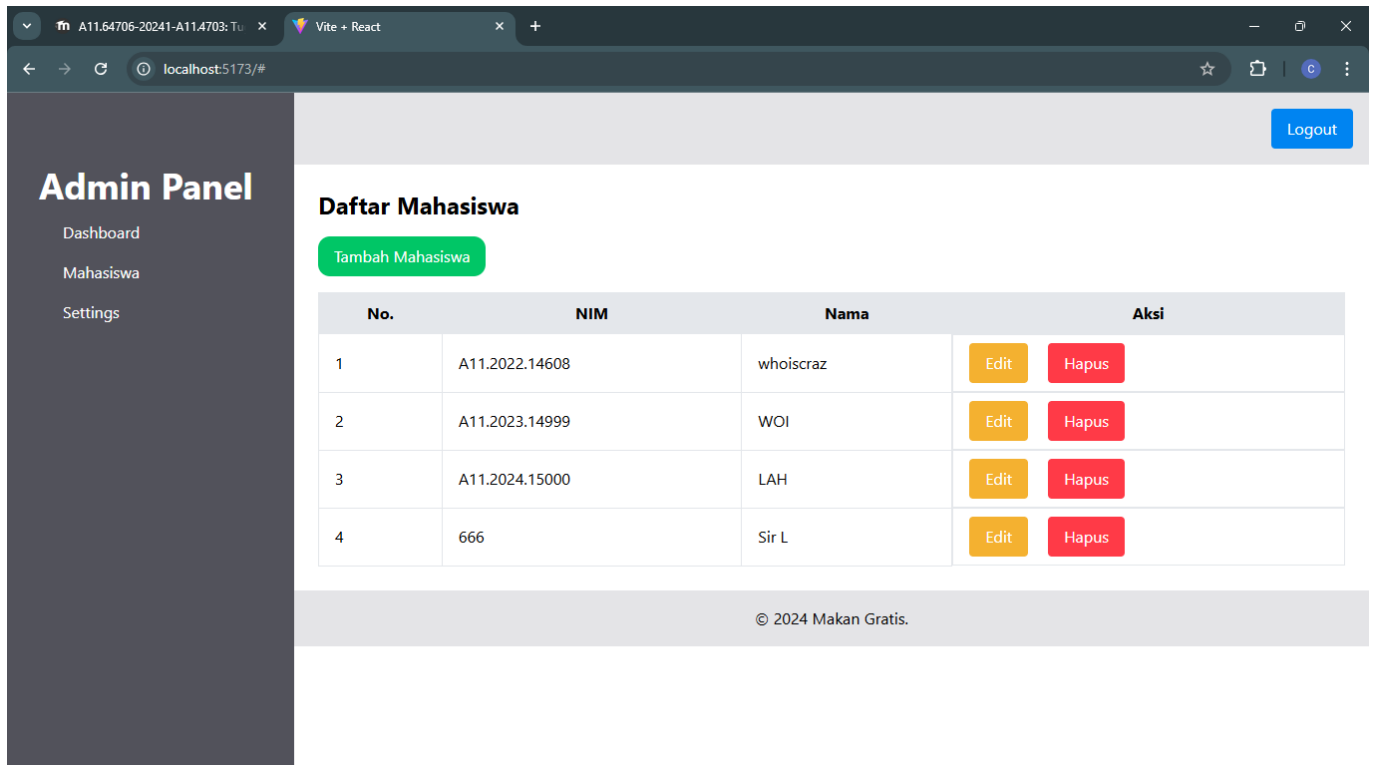 A11.64706-20241-A11.4703: Tu
Vite + React
localhost:5173/#
C
Logout
Admin Panel
Dashboard
Mahasiswa
Settings
Daftar Mahasiswa
Tambah Mahasiswa
No. NIM Nama Aksi
1 A11.2022.14608 whoiscraz Edit Hapus
2 A11.2023.14999 WOI Edit Hapus
3 A11.2024.15000 LAH Edit Hapus
4 666 Sir L Edit Hapus
© 2024 Makan Gratis.